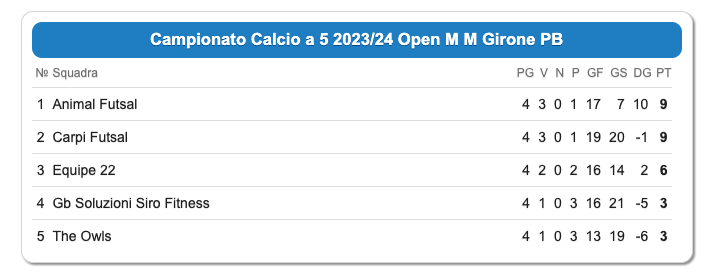 Campionato Calcio a 5 2023/24 Open M M Girone PB
№ Squadra PG V N P GF GS DG PT
1 Animal Futsal 4 3 0 1 17 7 10 9
2 Carpi Futsal 4 3 0 1 19 20 -1 9
3 Equipe 22 4 2 0 2 16 14 2 6
4 Gb Soluzioni Siro Fitness 4 1 0 3 16 21 -5 3
5 The Owls 4 1 0 3 13 19 -6 3